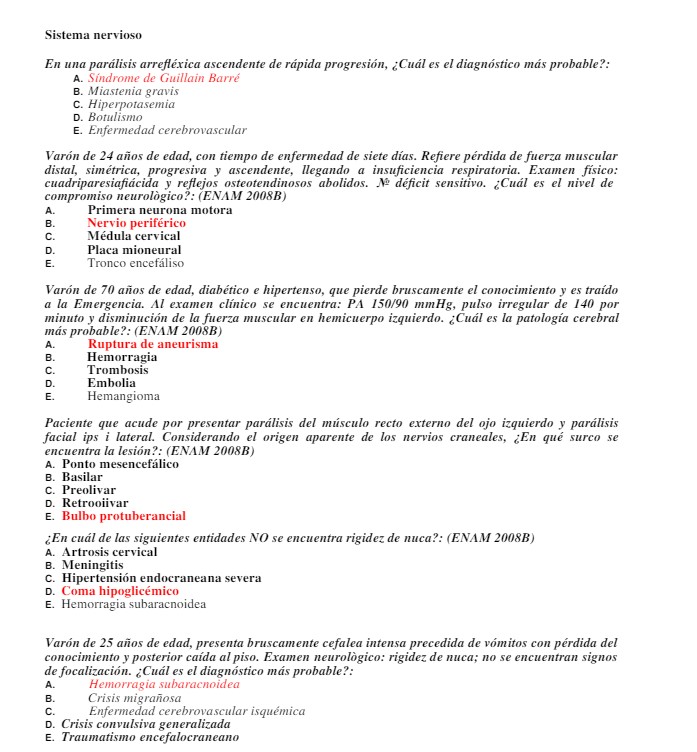 Sistema nervioso
En una parálisis arrefléxica ascendente de rápida progresión, ¿Cuál es el diagnóstico más probable?:
A. Síndrome de Guillain Barré
B. Miastenia gravis
C. Hiperpotasemia
D. Botulismo
E. Enfermedad cerebrovascular
Varón de 24 años de edad, con tiempo de enfermedad de siete días. Refiere pérdida de fuerza muscular
distal, simétrica, progresiva y ascendente, llegando a insuficiencia respiratoria. Examen físico:
cuadriparesiafiácida y reflejos osteotendinosos abolidos. № déficit sensitivo. ¿Cuál es el nivel de
compromiso neurològico?: (ENAM 2008B)
A. Primera neurona motora
B. Nervio periférico
C. Médula cervical
D. Placa mioneural
E. Tronco encefáliso
Varón de 70 años de edad, diabético e hipertenso, que pierde bruscamente el conocimiento y es traído
a la Emergencia. Al examen clínico se encuentra: PA 150/90 mmHg, pulso irregular de 140 por
minuto y disminución de la fuerza muscular en hemicuerpo izquierdo. ¿Cuál es la patología cerebral
más probable?: (ENAM 2008B)
A. Ruptura de aneurisma
B. Hemorragia
C. Trombosis
D. Embolia
E. Hemangioma
Paciente que acude por presentar parálisis del músculo recto externo del ojo izquierdo y parálisis
facial ips i lateral. Considerando el origen aparente de los nervios craneales, ¿En qué surco se
encuentra la lesión?: (ENAM 2008B)
A. Ponto mesencefálico
B. Basilar
C. Preolivar
D. Retrooiivar
E. Bulbo protuberancial
¿En cuál de las siguientes entidades NO se encuentra rigidez de nuca?: (ENAM 2008B)
A. Artrosis cervical
B. Meningitis
C. Hipertensión endocraneana severa
D. Coma hipoglicémico
E. Hemorragia subaracnoidea
Varón de 25 años de edad, presenta bruscamente cefalea intensa precedida de vómitos con pérdida del
conocimiento y posterior caída al piso. Examen neurològico: rigidez de nuca; no se encuentran signos
de focalización. ¿Cuál es el diagnóstico más probable?:
A. Hemorragia subaracnoidea
B. Crisis migrañosa
C. Enfermedad cerebrovascular isquémica
D. Crisis convulsiva generalizada
E. Traumatismo encefalocraneano